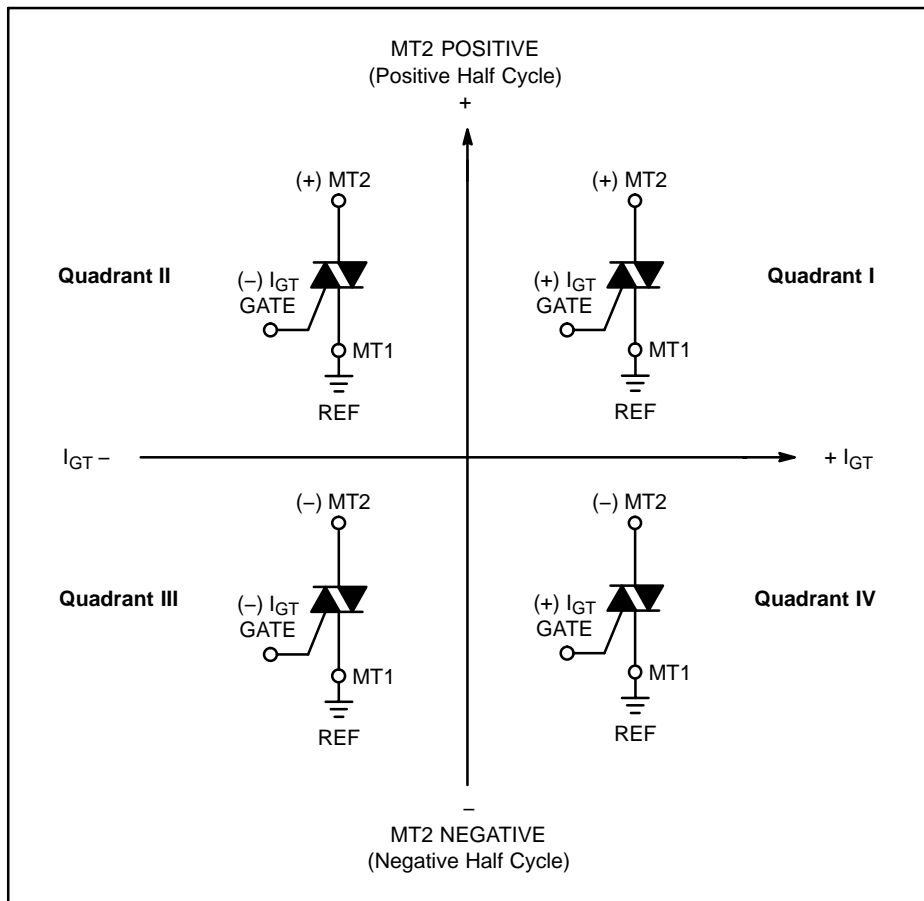 MT2 POSITIVE
(Positive Half Cycle)
+
(+) MT2
Quadrant II
(–) IGT
GATE
MT1
REF
(+) MT2
Quadrant I
(+) IGT
GATE
MT1
REF
IGT –
+ IGT
(–) MT2
Quadrant III
(–) IGT
GATE
MT1
REF
(–) MT2
Quadrant IV
(+) IGT
GATE
MT1
REF
–
MT2 NEGATIVE
(Negative Half Cycle)